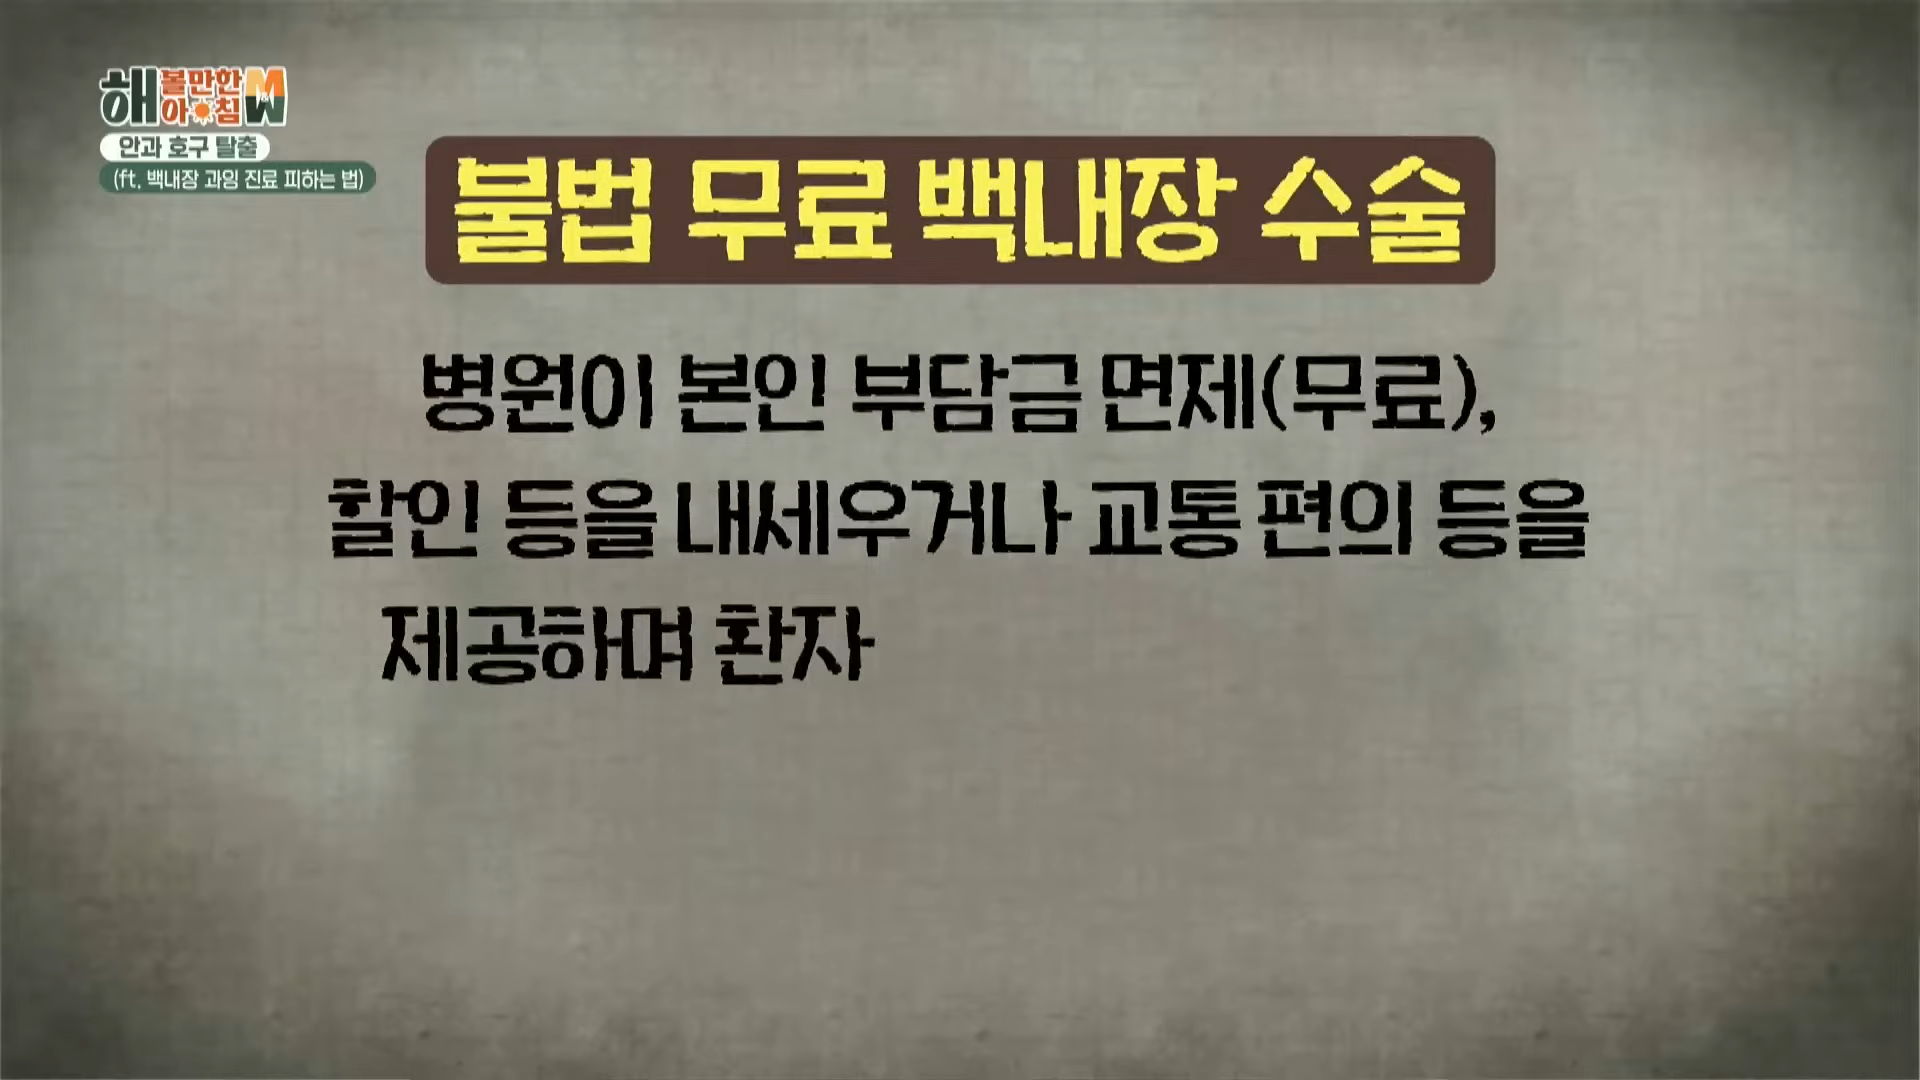 해볼만한
아침M&W
안과 호구 탈출
(ft. 백내장 과잉 진료 피하는 법)
불법 무료 백내장 수술
병원이 본인 부담금 면제(무료),
할인 등을 내세우거나 교통 편의 등을
제공하며 환자